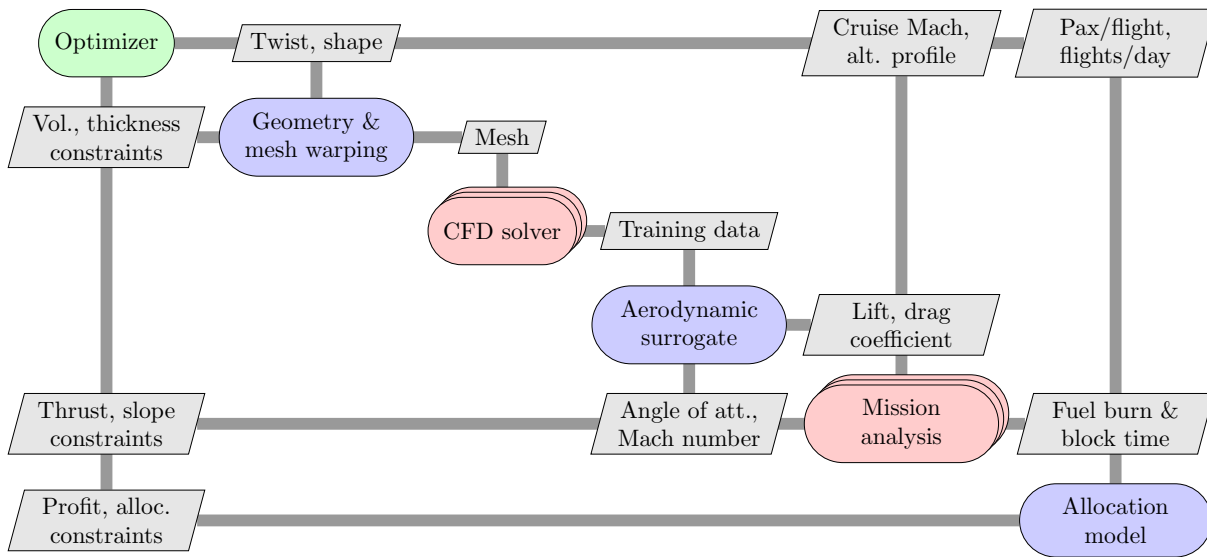 Optimizer
Twist, shape
Cruise Mach,
alt. profile
Pax/flight,
flights/day
Vol., thickness
constraints
Geometry &
mesh warping
Mesh
CFD solver
Training data
Aerodynamic
surrogate
Lift, drag
coefficient
Thrust, slope
constraints
Angle of att.,
Mach number
Mission
analysis
Fuel burn &
block time
Profit, alloc.
constraints
Allocation
model